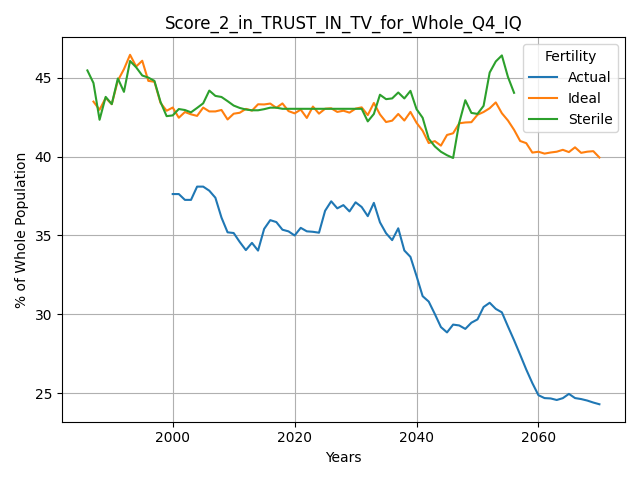 Score_2_in_TRUST_IN_TV_for_Whole_Q4_IQ
Fertility
Actual
Ideal
Sterile
% of Whole Population
45
40
35
30
25
2000
2020
2040
2060
Years